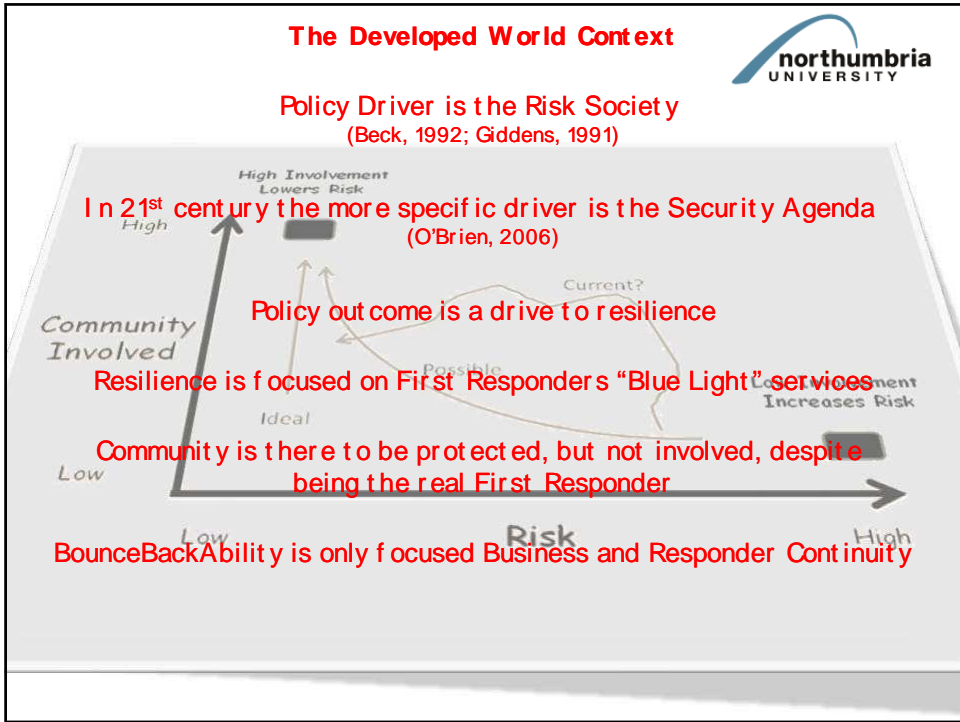 The Developed World Context
northumbria
UNIVERSITY
Policy Driver is the Risk Society
(Beck, 1992; Giddens, 1991)
High Involvement
Lowers Risk
In 21st century the more specific driver is the Security Agenda
High
(O'Brien, 2006)
Current?
Policy outcome is a drive to resilience
Community
Involved
Possible
Resilience is focused on First Responders “Blue Light” services
Low Involvement
Increases Risk
Ideal
Community is there to be protected, but not involved, despite
Low
being the real First Responder
Low
Risk
High
BounceBackAbility is only focused Business and Responder Continuity